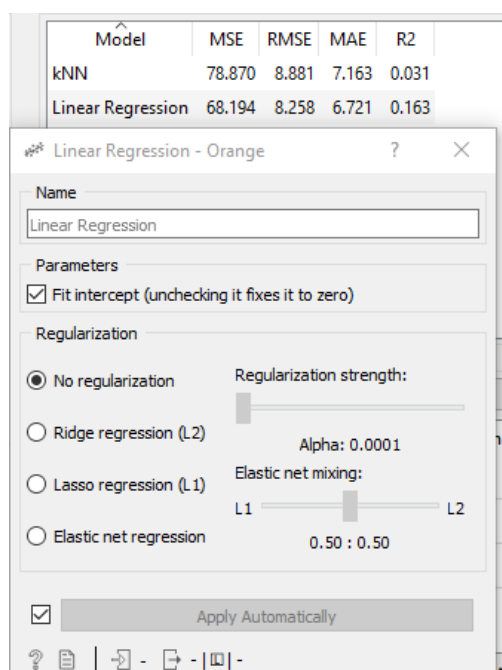 Model MSE RMSE MAE R2
kNN 78.870 8.881 7.163 0.031
Linear Regression 68.194 8.258 6.721 0.163
Linear Regression - Orange ?
Name
Linear Regression
Parameters
Fit intercept (unchecking it fixes it to zero)
Regularization
No regularization
Regularization strength:
Ridge regression (L2)
Alpha: 0.0001
Lasso regression (L1)
Elastic net mixing:
L1 L2
Elastic net regression
0.50 : 0.50
Apply Automatically
? | - - | -